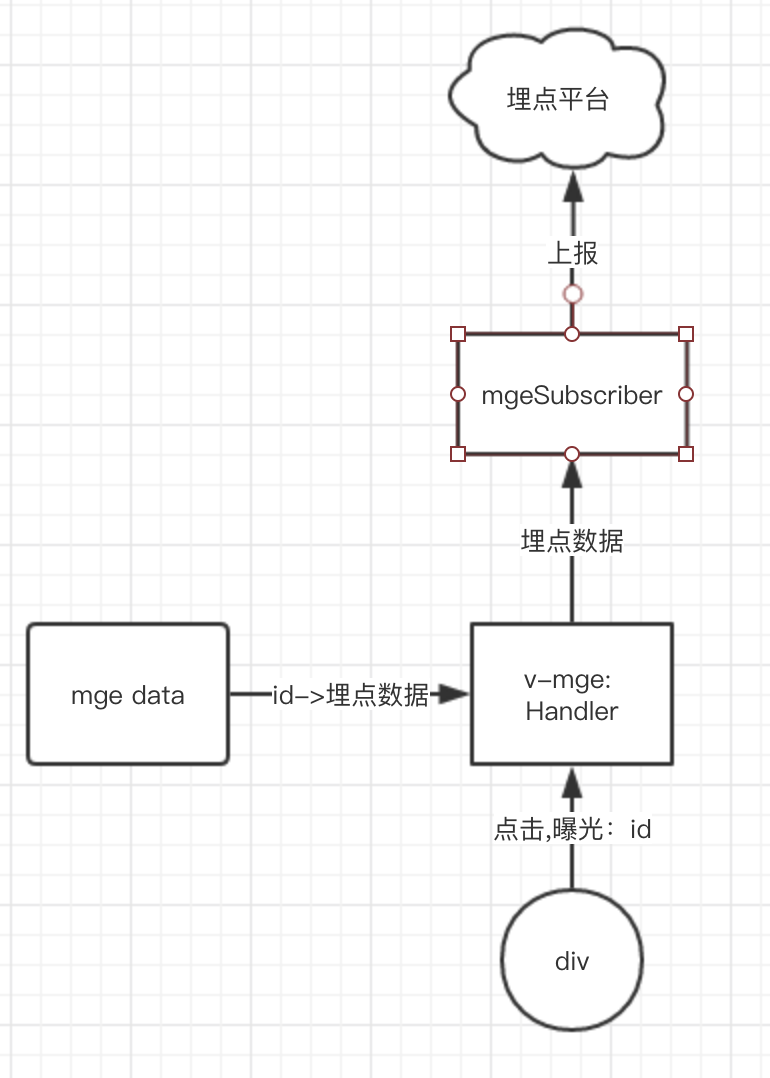 埋点平台
上报
mgeSubscriber
埋点数据
mge data
id->埋点数据
v-mge:
Handler
点击,曝光：id
div